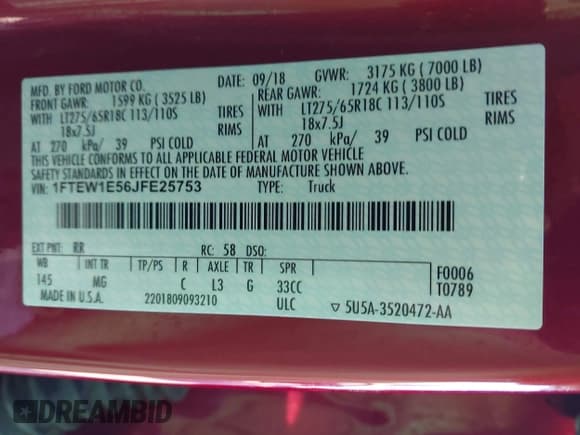 MFD. BY FORD MOTOR CO. DATE: 09/18 GVWR: 3175 KG ( 7000 LB)
FRONT GAWR: 1599 KG ( 3525 LB) REAR GAWR: 1724 KG ( 3800 LB)
WITH LT275/65R18C 113/110S TIRES WITH LT275/65R18C 113/110S TIRES
18x7.5J RIMS 18x7.5J RIMS
AT 270 kPa/ 39 PSI COLD AT 270 kPa/ 39 PSI COLD
THIS VEHICLE CONFORMS TO ALL APPLICABLE FEDERAL MOTOR VEHICLE
SAFETY STANDARDS IN EFFECT ON THE DATE OF MANUFACTURE SHOWN ABOVE.
VIN: 1FTEW1E56JFE25753 TYPE: Truck
EXT PNT: RR RC: 58 DSO:
WB INT TR TP/PS R AXLE TR SPR F0006
145 MG C L3 G 33CC T0789
MADE IN U.S.A. 2201809093210 ULC ▽ 5U5A-3520472-AA
DREAMBID